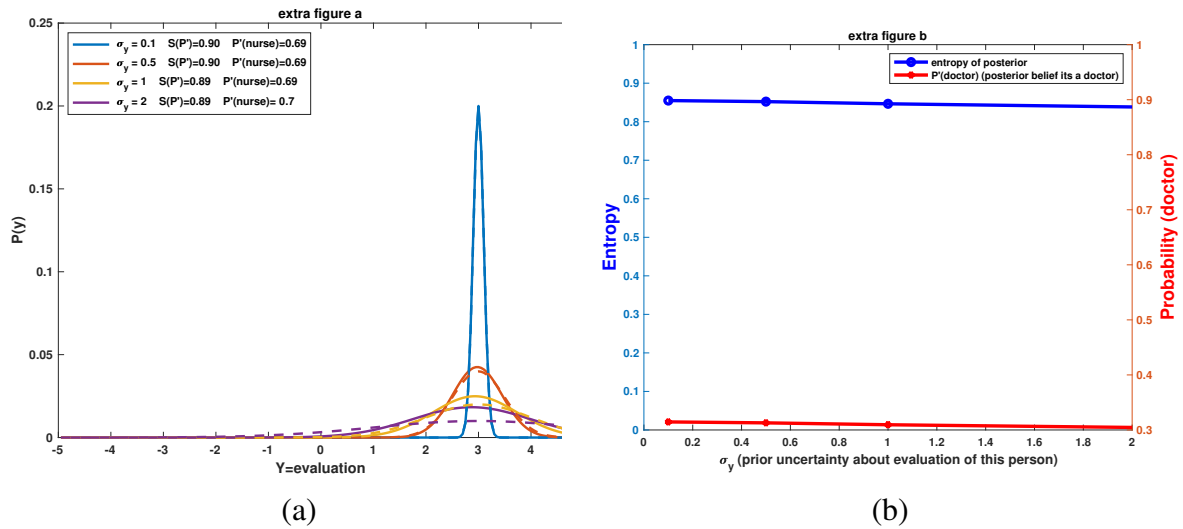 extra figure a
0.25
0.2
0.15
0.1
0.05
0
P(y)
σy = 0.1 S(P')=0.90 P'(nurse)=0.69
σy = 0.5 S(P')=0.90 P'(nurse)=0.69
σy = 1 S(P')=0.89 P'(nurse)=0.69
σy = 2 S(P')=0.89 P'(nurse)= 0.7
-5 -4 -3 -2 -1 0 1 2 3 4
Y=evaluation
(a)
extra figure b
1
0.9
0.8
0.7
0.6
0.5
0.4
0.3
0.2
0.1
0
Entropy
entropy of posterior
P'(doctor) (posterior belief its a doctor)
1
0.9
0.8
0.7
0.6
0.5
0.4
0.3
Probability (doctor)
0 0.2 0.4 0.6 0.8 1 1.2 1.4 1.6 1.8 2
σy (prior uncertainty about evaluation of this person)
(b)